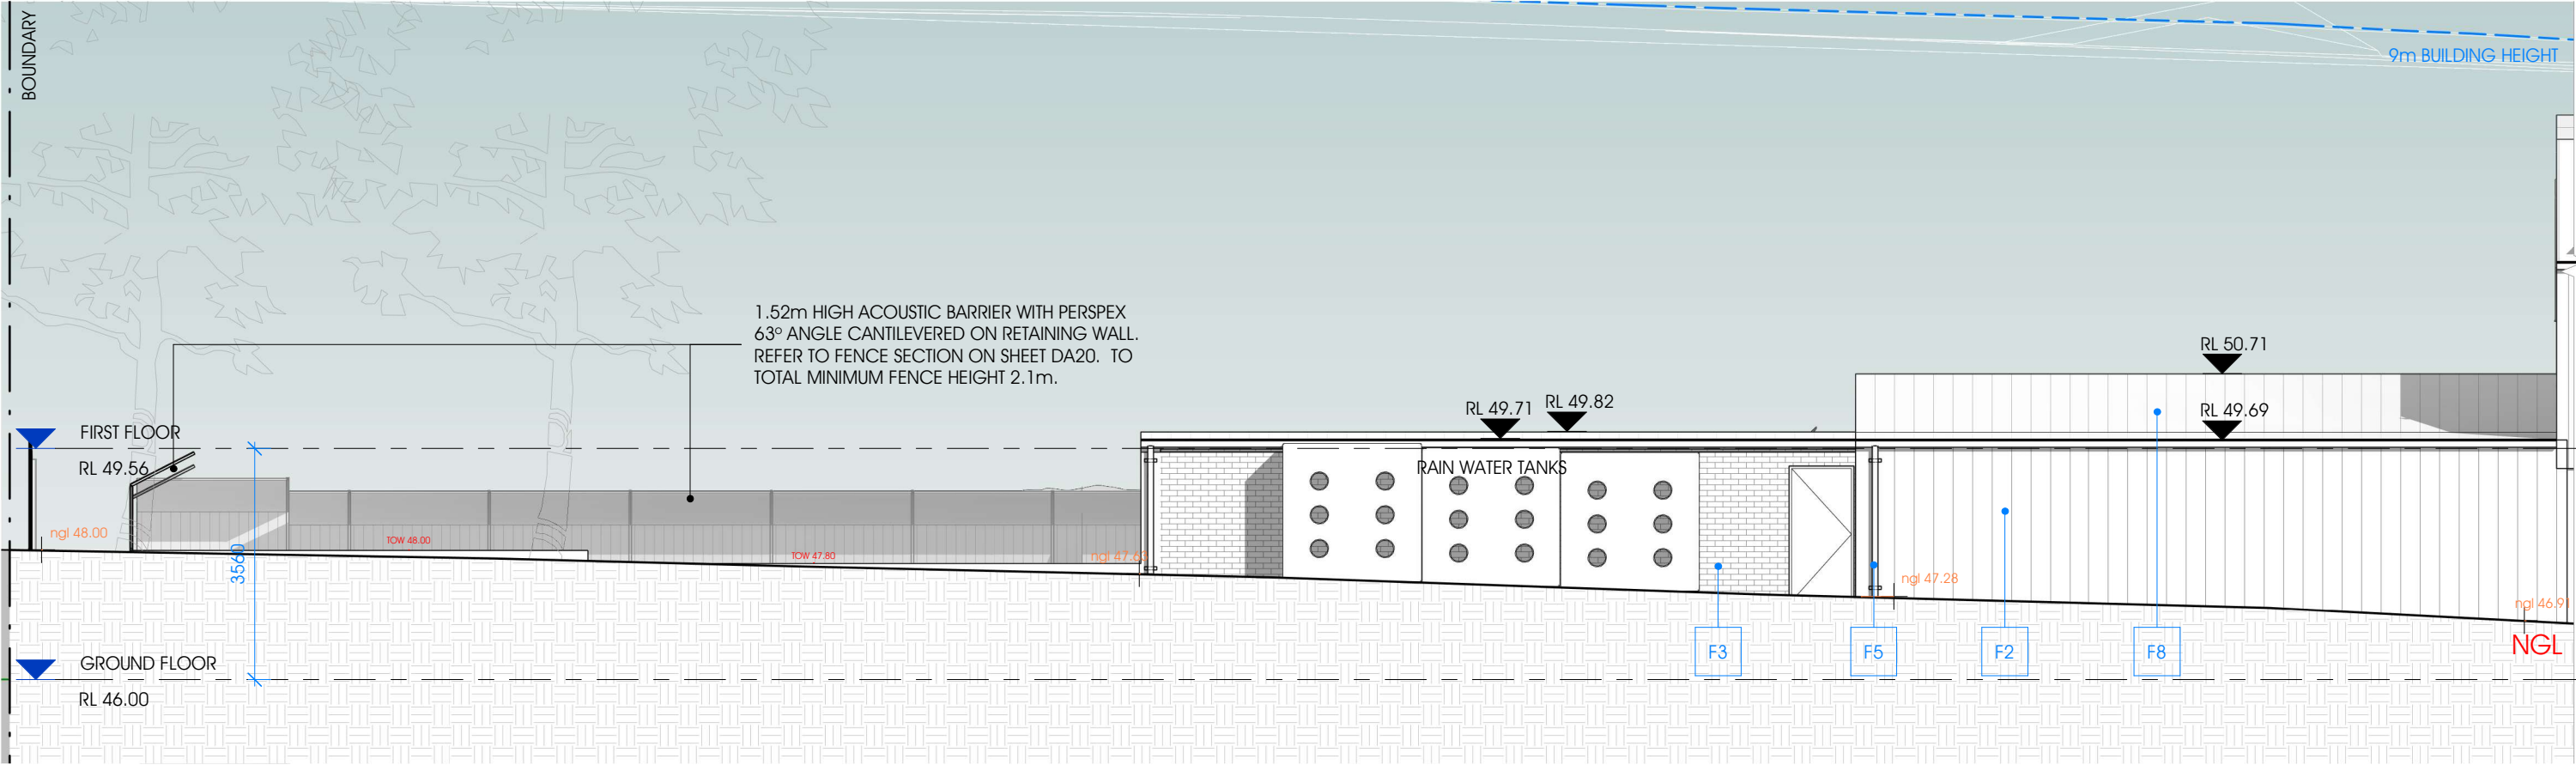 BOUNDARY
9m BUILDING HEIGHT
1.52m HIGH ACOUSTIC BARRIER WITH PERSPEX
63° ANGLE CANTILEVERED ON RETAINING WALL.
REFER TO FENCE SECTION ON SHEET DA20. TO
TOTAL MINIMUM FENCE HEIGHT 2.1m.
RL 50.71
RL 49.71
RL 49.82
RL 49.69
FIRST FLOOR
RL 49.56
RAIN WATER TANKS
ngl 48.00
TOW 48.00
TOW 47.80
ngl 47.63
3560
ngl 47.28
ngl 46.91
F3
F5
F2
F8
NGL
GROUND FLOOR
RL 46.00